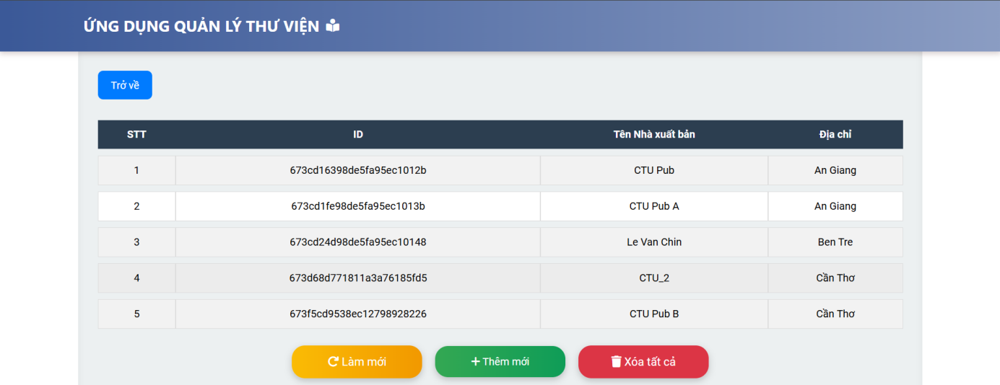 ỨNG DỤNG QUẢN LÝ THƯ VIỆN
Trở về
STT ID Tên Nhà xuất bản Địa chỉ
1 673cd16398de5fa95ec1012b CTU Pub An Giang
2 673cd1fe98de5fa95ec1013b CTU Pub A An Giang
3 673cd24d98de5fa95ec10148 Le Van Chin Ben Tre
4 673d68d771811a3a76185fd5 CTU_2 Cần Thơ
5 673f5cd9538ec12798928226 CTU Pub B Cần Thơ
Làm mới + Thêm mới Xóa tất cả